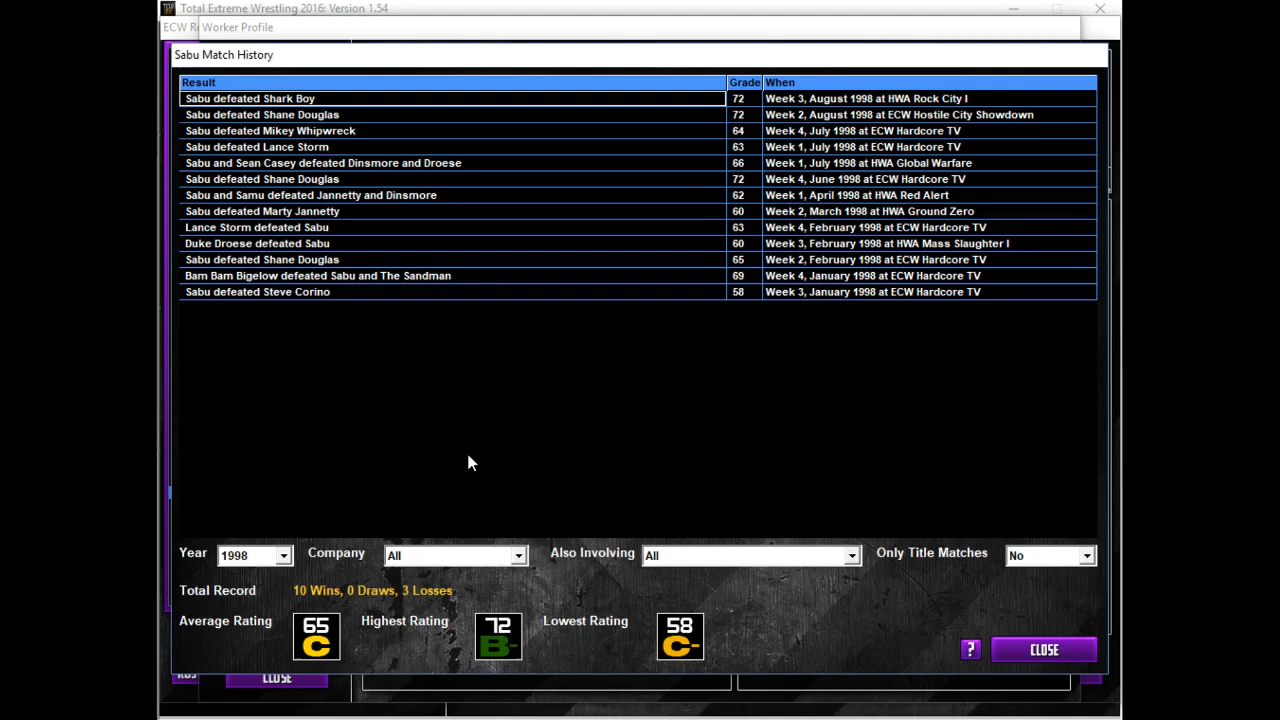 Total Extreme Wrestling 2016: Version 1.54
ECW R Worker Profile
Sabu Match History
Result Grade When
Sabu defeated Shark Boy 72 Week 3, August 1998 at HWA Rock City I
Sabu defeated Shane Douglas 72 Week 2, August 1998 at ECW Hostile City Showdown
Sabu defeated Mikey Whipwreck 64 Week 4, July 1998 at ECW Hardcore TV
Sabu defeated Lance Storm 63 Week 1, July 1998 at ECW Hardcore TV
Sabu and Sean Casey defeated Dinsmore and Droese 66 Week 1, July 1998 at HWA Global Warfare
Sabu defeated Shane Douglas 72 Week 4, June 1998 at ECW Hardcore TV
Sabu and Samu defeated Jannetty and Dinsmore 62 Week 1, April 1998 at HWA Red Alert
Sabu defeated Marty Jannetty 60 Week 2, March 1998 at HWA Ground Zero
Lance Storm defeated Sabu 63 Week 4, February 1998 at ECW Hardcore TV
Duke Droese defeated Sabu 60 Week 3, February 1998 at HWA Mass Slaughter I
Sabu defeated Shane Douglas 65 Week 2, February 1998 at ECW Hardcore TV
Bam Bam Bigelow defeated Sabu and The Sandman 69 Week 4, January 1998 at ECW Hardcore TV
Sabu defeated Steve Corino 58 Week 3, January 1998 at ECW Hardcore TV
Year 1998 Company All Also Involving All Only Title Matches No
Total Record 10 Wins, 0 Draws, 3 Losses
Average Rating 65 C Highest Rating 72 B- Lowest Rating 58 C-
? CLOSE
CLOSE